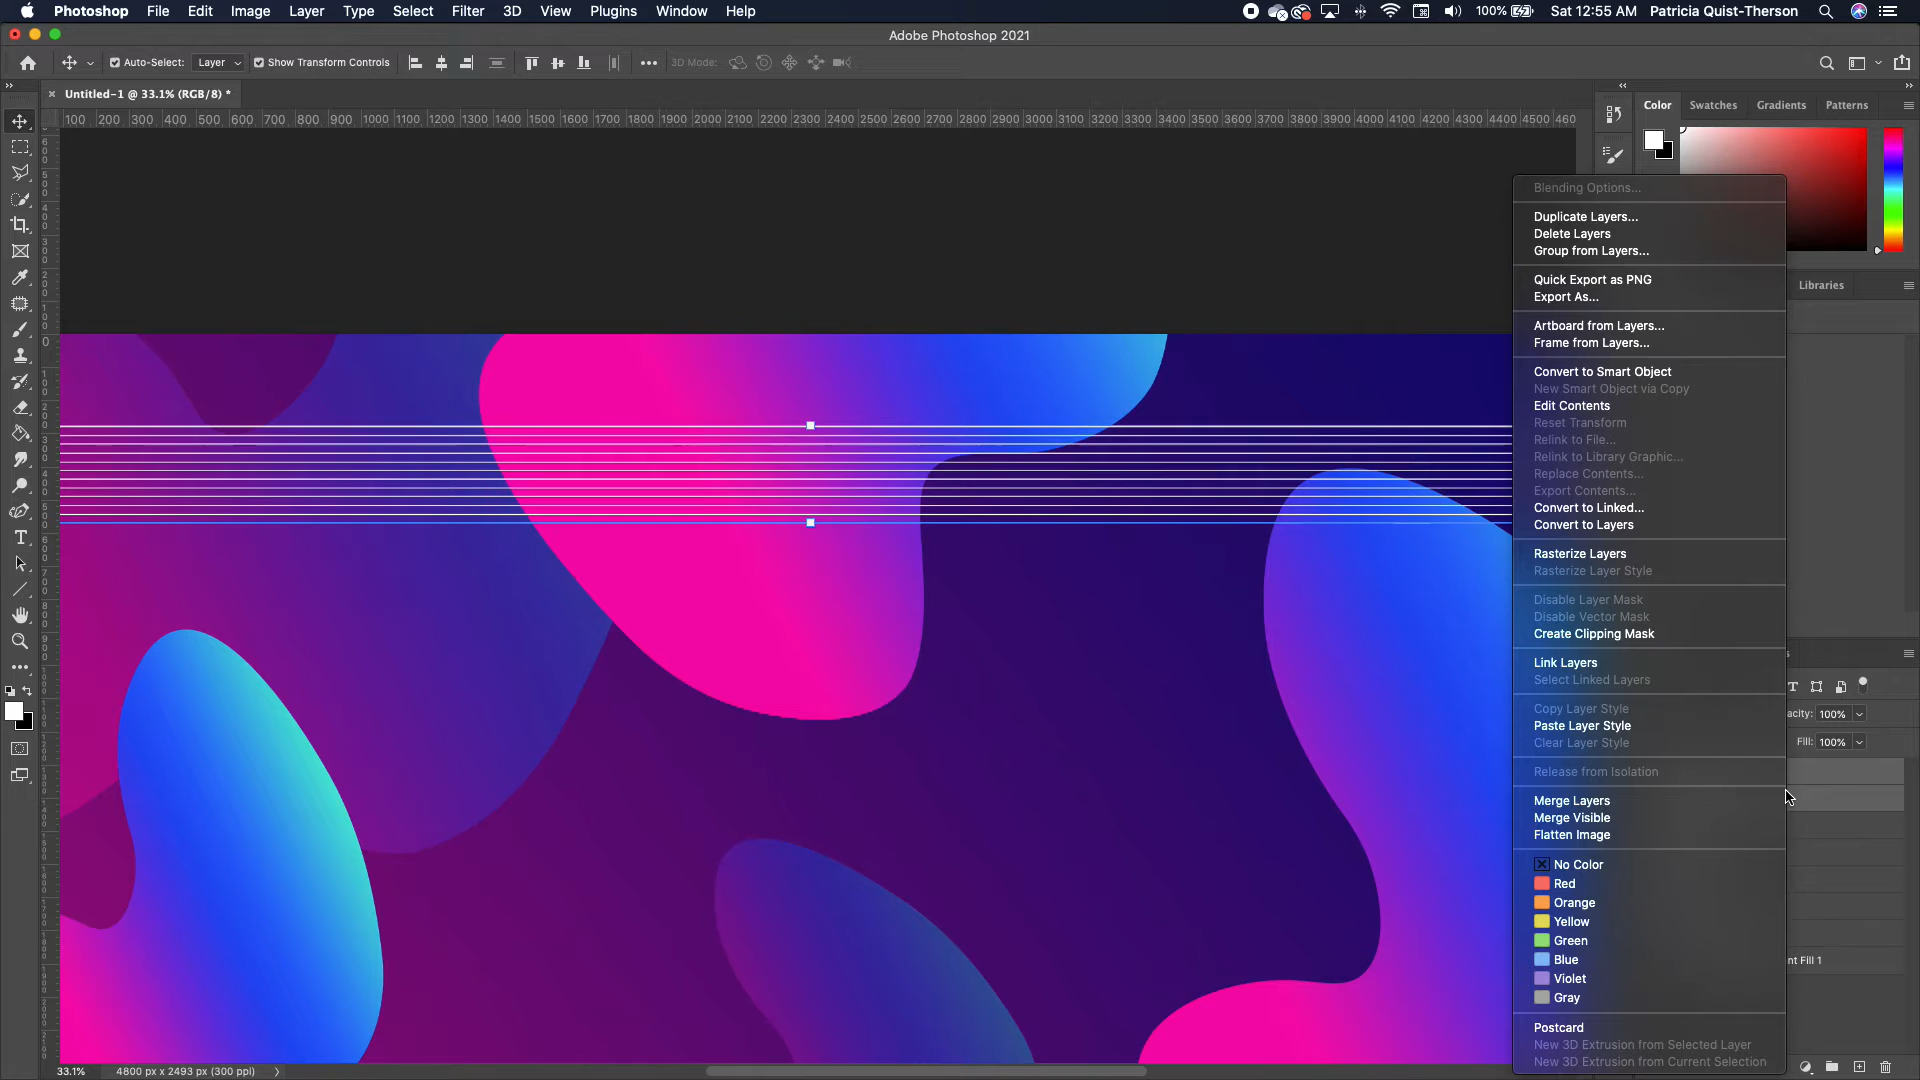 Photoshop File Edit Image Layer Type Select Filter 3D View Plugins Window Help 100% Sat 12:55 AM Patricia Quist-Therson
Adobe Photoshop 2021
Auto-Select: Layer Show Transform Controls 3D Mode:
Untitled-1 @ 33.1% (RGB/8) *
Color Swatches Gradients Patterns
100 200 300 400 500 600 700 800 900 1000 1100 1200 1300 1400 1500 1600 1700 1800 1900 2000 2100 2200 2300 2400 2500 2600 2700 2800 2900 3000 3100 3200 3300 3400 3500 3600 3700 3800 3900 4000 4100 4200 4300 4400 4500 460
Blending Options...
Duplicate Layers...
Delete Layers
Group from Layers...
Quick Export as PNG
Libraries
Export As...
Artboard from Layers...
Frame from Layers...
Convert to Smart Object
New Smart Object via Copy
Edit Contents
Reset Transform
Relink to File...
Relink to Library Graphic...
Replace Contents...
Export Contents...
Convert to Linked...
Convert to Layers
Rasterize Layers
Rasterize Layer Style
Disable Layer Mask
Disable Vector Mask
Create Clipping Mask
Link Layers
Select Linked Layers
Copy Layer Style
acity: 100%
Paste Layer Style
Clear Layer Style
Fill: 100%
Release from Isolation
Merge Layers
Merge Visible
Flatten Image
No Color
Red
Orange
Yellow
Green
Blue
nt Fill 1
Violet
Gray
Postcard
New 3D Extrusion from Selected Layer
New 3D Extrusion from Current Selection
33.1% 4800 px x 2493 px (300 ppi)